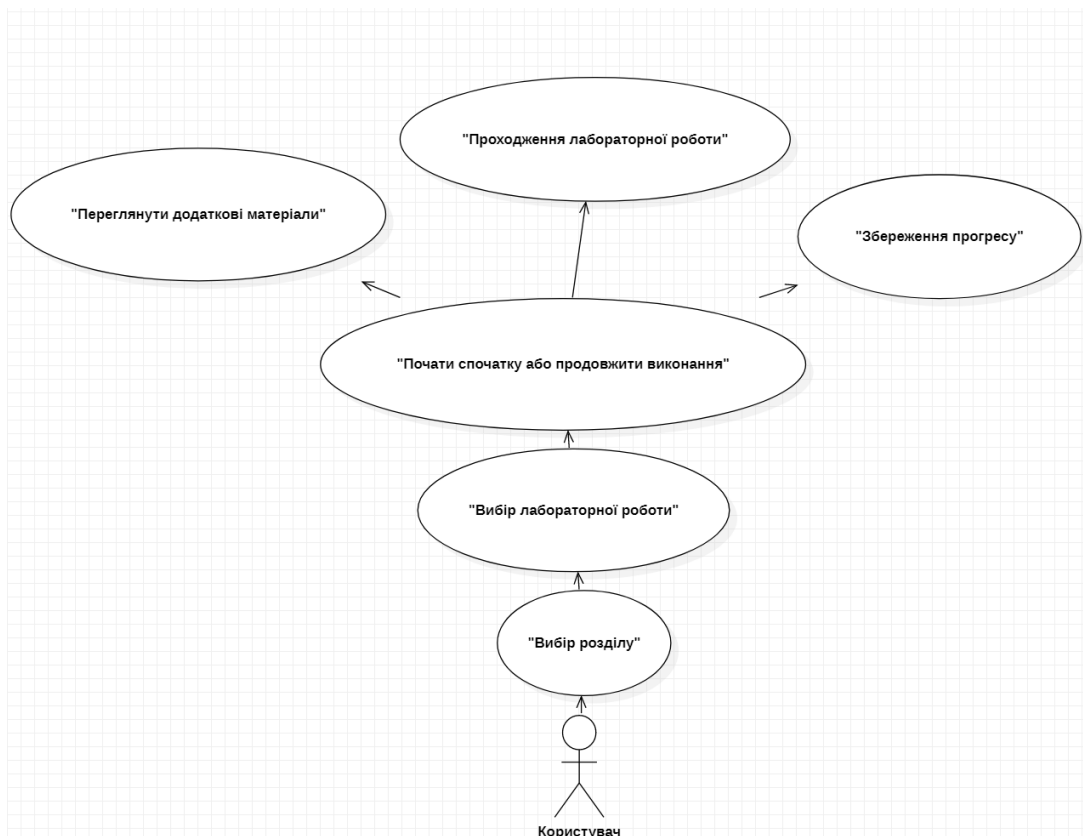 "Проходження лабораторної роботи"
"Переглянути додаткові матеріали"
"Збереження прогресу"
"Почати спочатку або продовжити виконання"
"Вибір лабораторної роботи"
"Вибір розділу"
Користувач